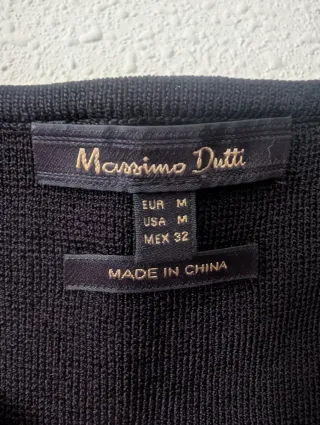 Massimo Dutti
EUR M
USA M
MEX 32
MADE IN CHINA